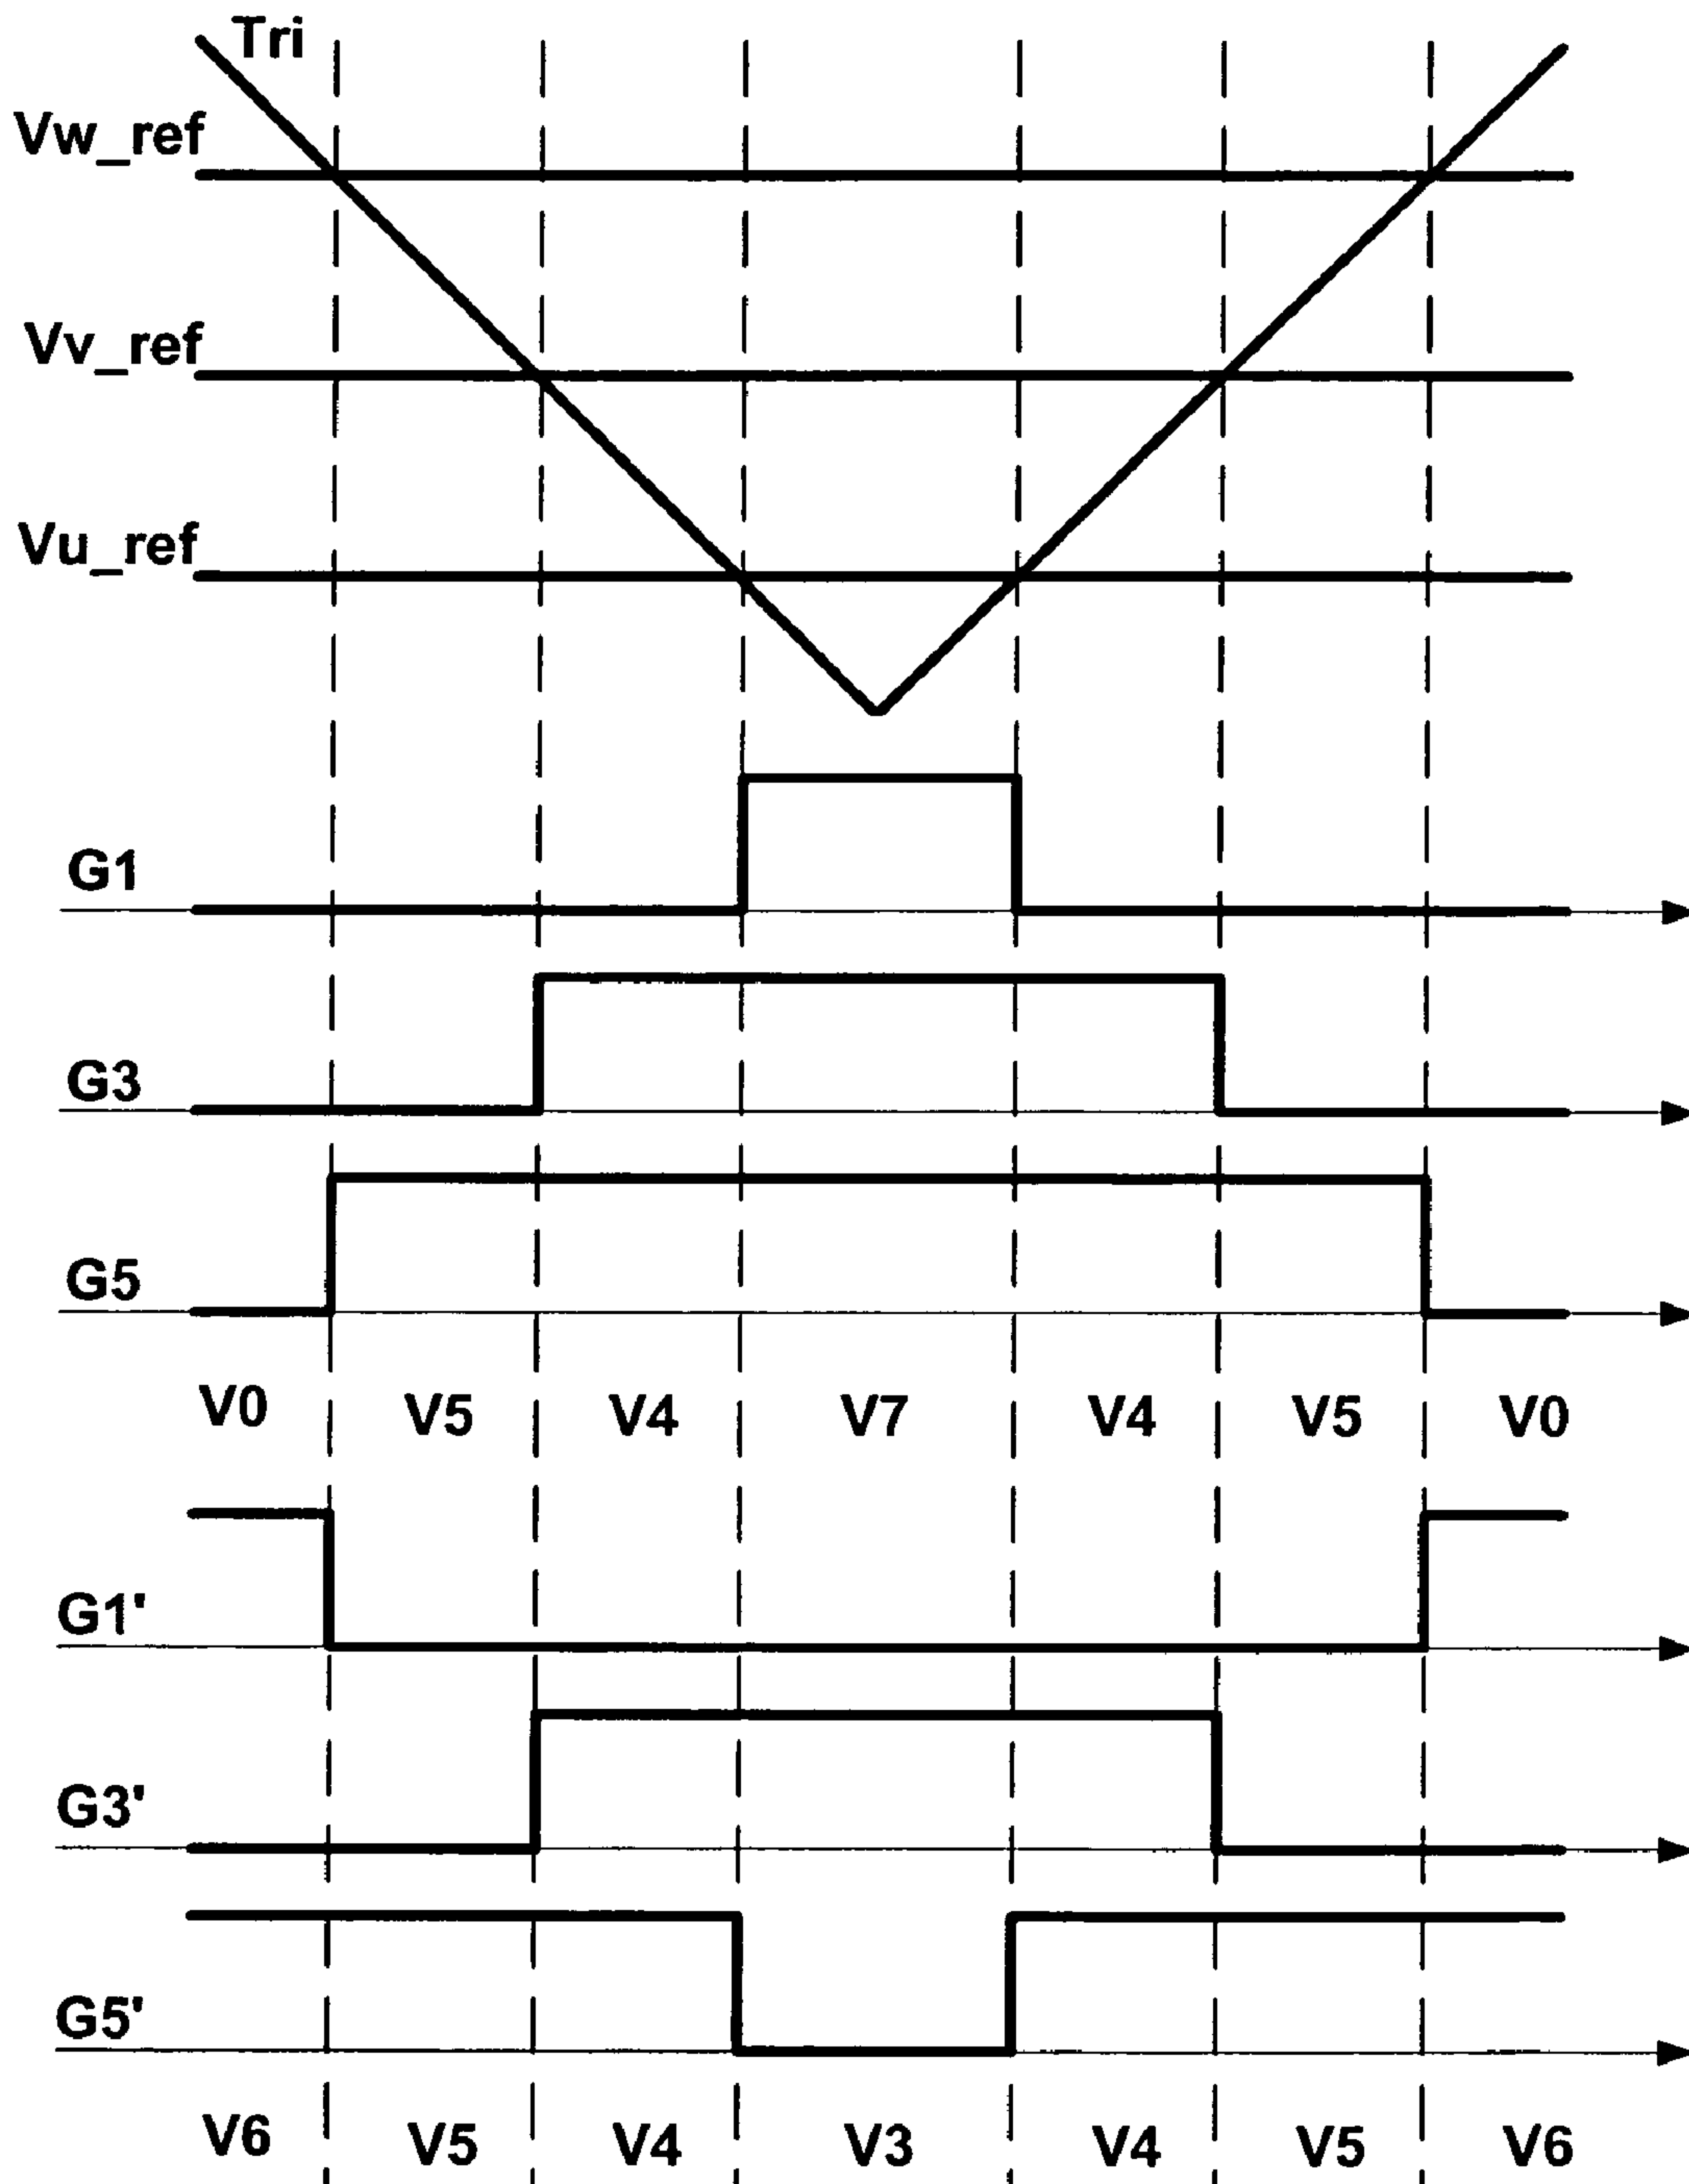 Tri
Vw_ref
Vv_ref
Vu_ref
G1
G3
G5
V0 V5 V4 V7 V4 V5 V0
G1'
G3'
G5'
V6 V5 V4 V3 V4 V5 V6